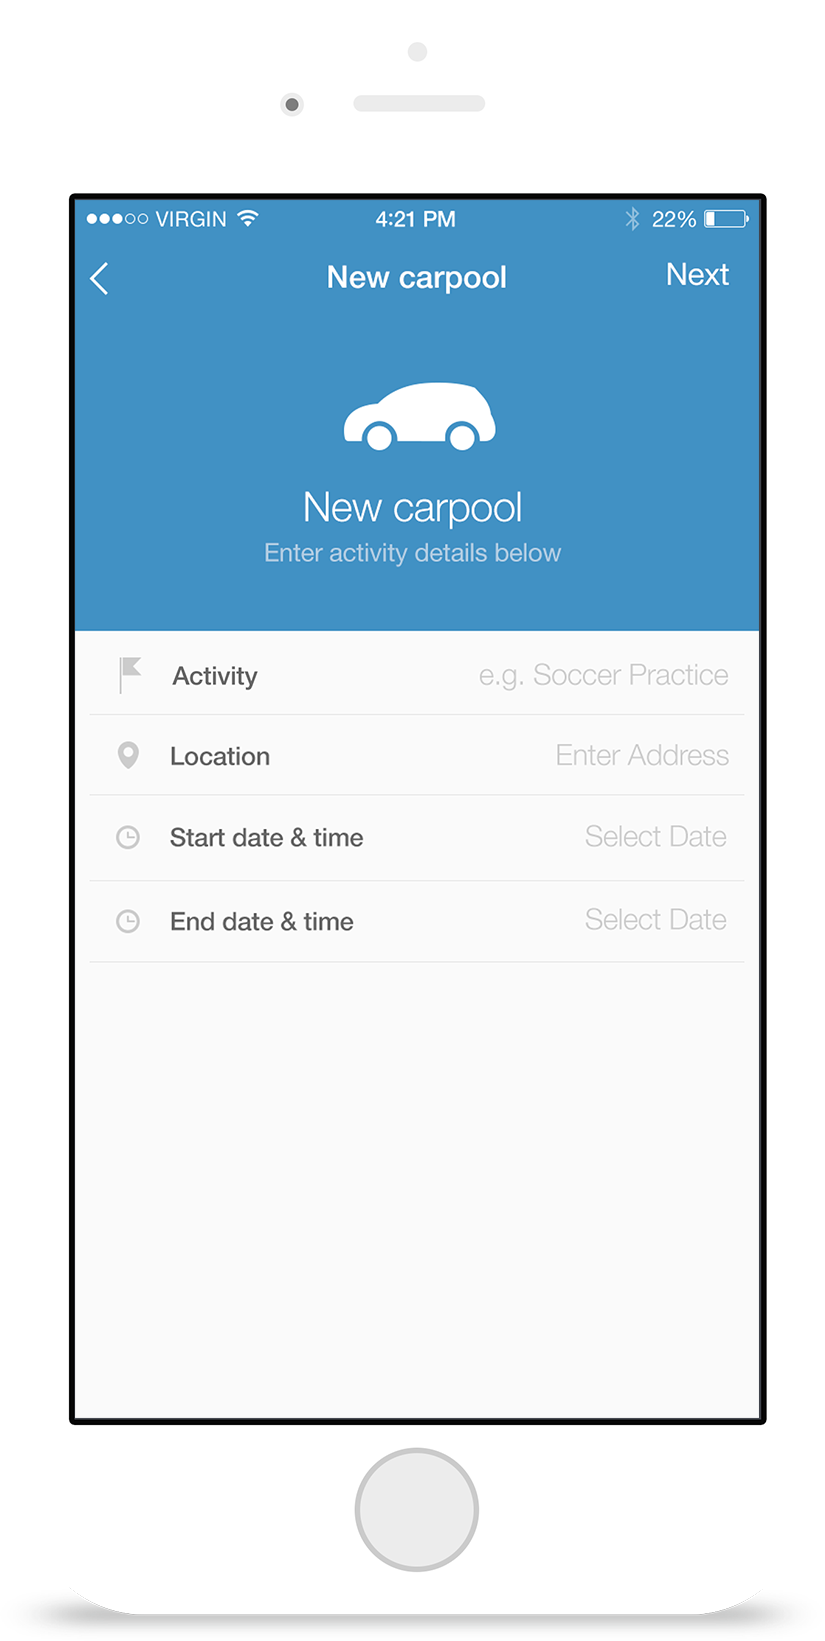 VIRGIN 4:21 PM 22%
New carpool Next
New carpool
Enter activity details below
Activity e.g. Soccer Practice
Location Enter Address
Start date & time Select Date
End date & time Select Date